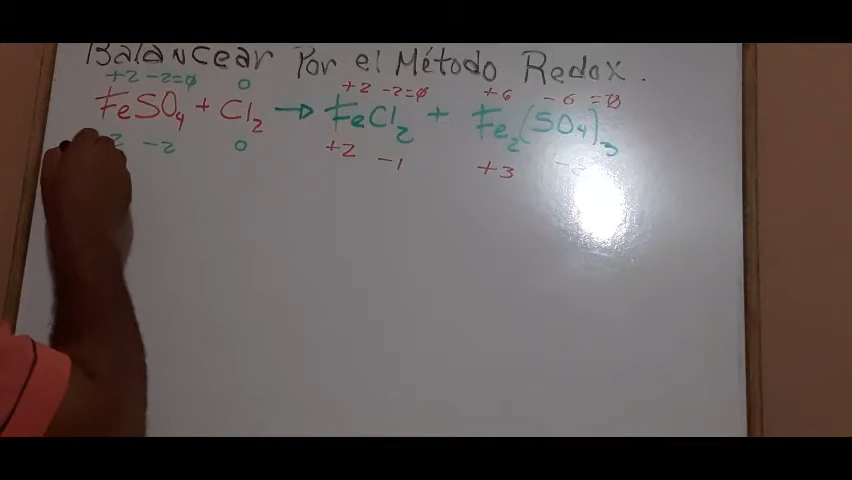 Balancear Por el Método Redox.
+2 -2=0 0 +2 -2=0 +6 -6 =0
FeSO4 + Cl2 → FeCl2 + Fe2(SO4)3
2 -2 0 +2 -1 +3